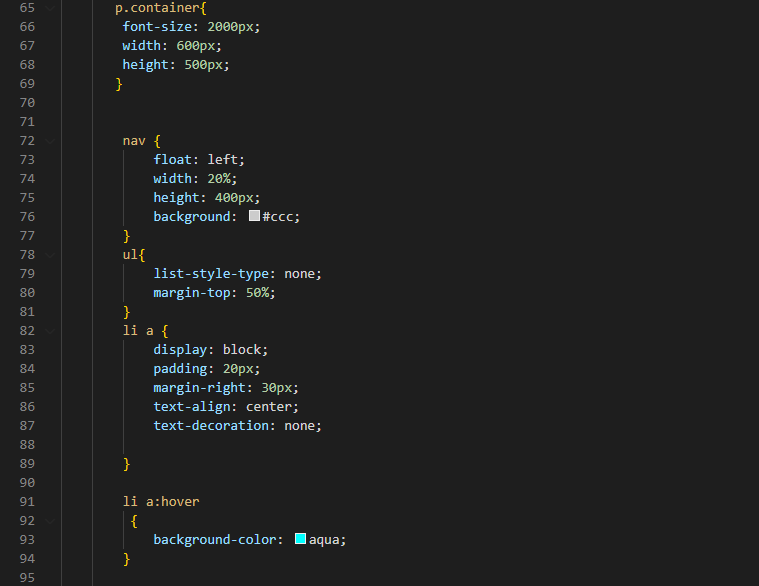 65 p.container{
66 font-size: 2000px;
67 width: 600px;
68 height: 500px;
69 }
70
71
72 nav {
73 float: left;
74 width: 20%;
75 height: 400px;
76 background: #ccc;
77 }
78 ul{
79 list-style-type: none;
80 margin-top: 50%;
81 }
82 li a {
83 display: block;
84 padding: 20px;
85 margin-right: 30px;
86 text-align: center;
87 text-decoration: none;
88
89 }
90
91 li a:hover
92 {
93 background-color: aqua;
94 }
95